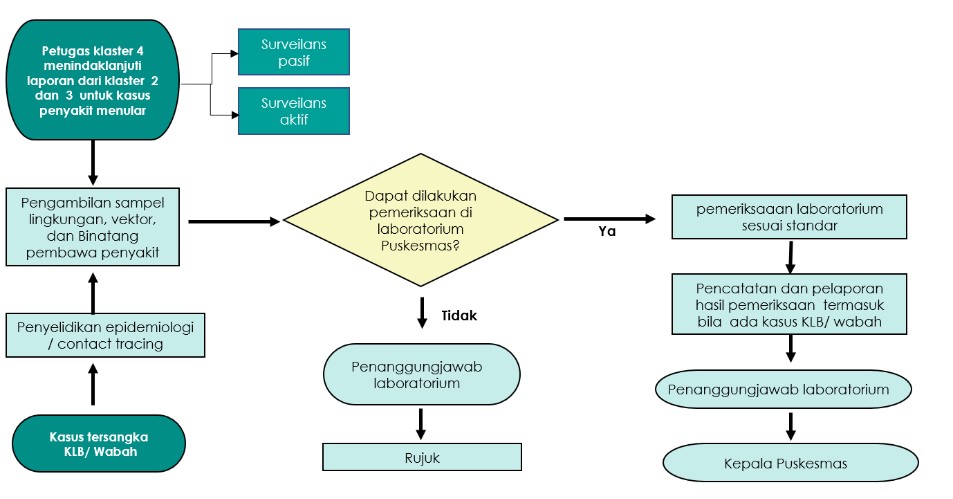 Petugas klaster 4
menindaklanjuti
laporan dari klaster 2
dan 3 untuk kasus
penyakit menular
Surveilans
pasif
Surveilans
aktif
Pengambilan sampel
lingkungan, vektor,
dan Binatang
pembawa penyakit
Penyelidikan epidemiologi
/ contact tracing
Kasus tersangka
KLB/ Wabah
Dapat dilakukan
pemeriksaan di
laboratorium
Puskesmas?
Ya
Tidak
Penanggungjawab
laboratorium
Rujuk
pemeriksaaan laboratorium
sesuai standar
Pencatatan dan pelaporan
hasil pemeriksaan termasuk
bila ada kasus KLB/ wabah
Penanggungjawab laboratorium
Kepala Puskesmas